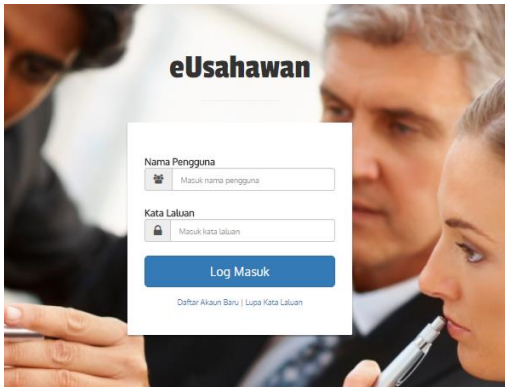 eUsahawan
Nama Pengguna
Masuk nama pengguna
Kata Laluan
Masuk kata laluan
Log Masuk
Daftar Akaun Baru | Lupa Kata Laluan